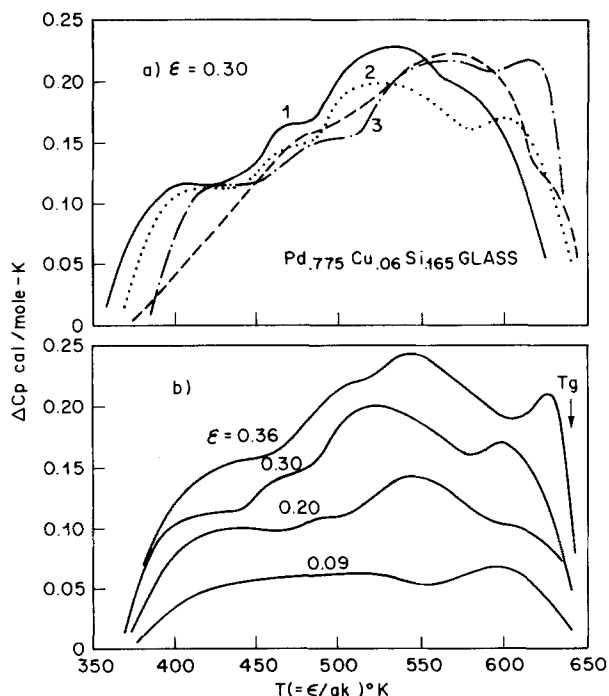 0.25
a) ε = 0.30
0.20
1
2
0.15
3
0.10
Pd.775 Cu.06 Si.165 GLASS
0.05
0.00
ΔCp cal/mole-K
0.25
b)
Tg
0.20
ε = 0.36
0.30
0.15
0.20
0.10
0.09
0.05
0.00
350 400 450 500 550 600 650
T(=ϵ/ak)°K